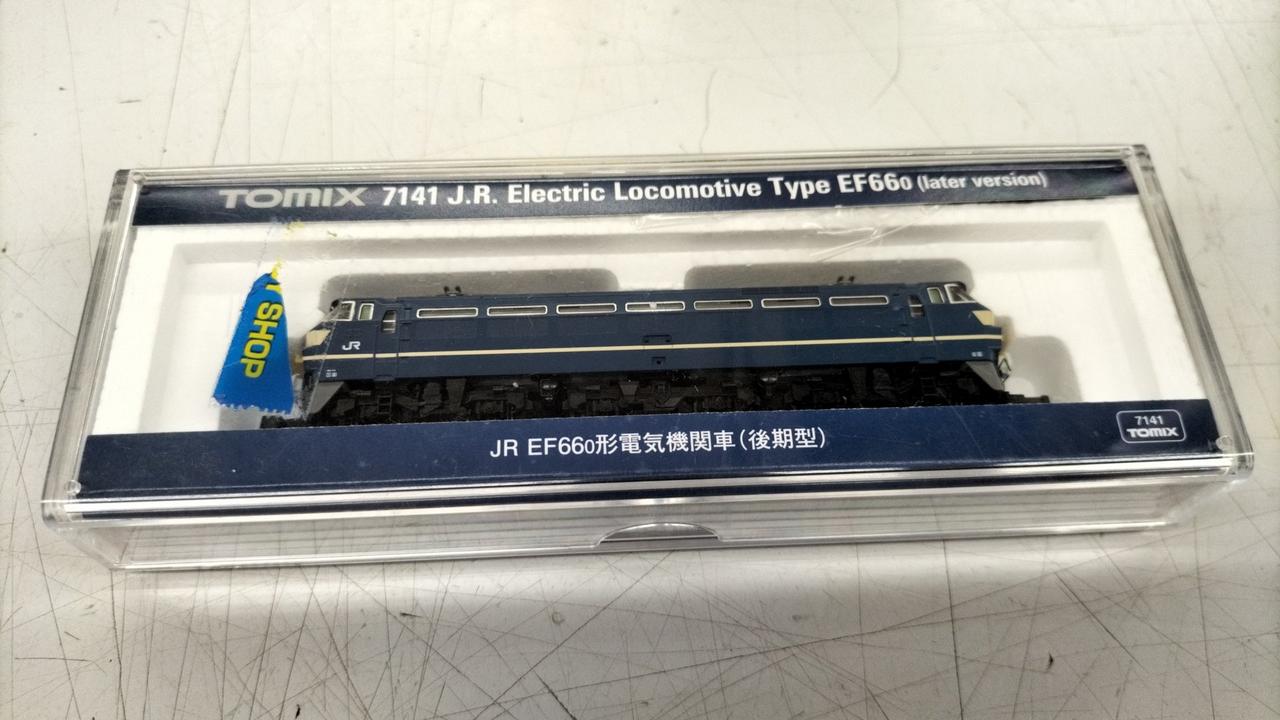 TOMIX 7141 J.R. Electric Locomotive Type EF660 (later version)
SHOP
JR
JR EF660形電気機関車(後期型)
7141
TOMIX